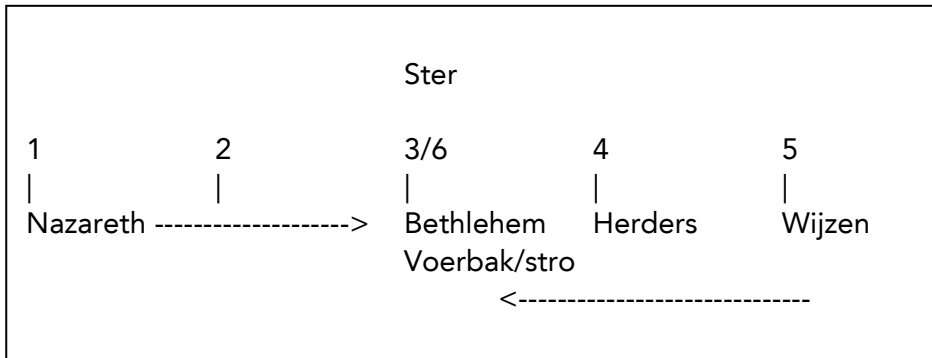 Ster
1 2 3/6 4 5
| | | | |
Nazareth --------------------> Bethlehem Herders Wijzen
Voerbak/stro
<-----------------------------